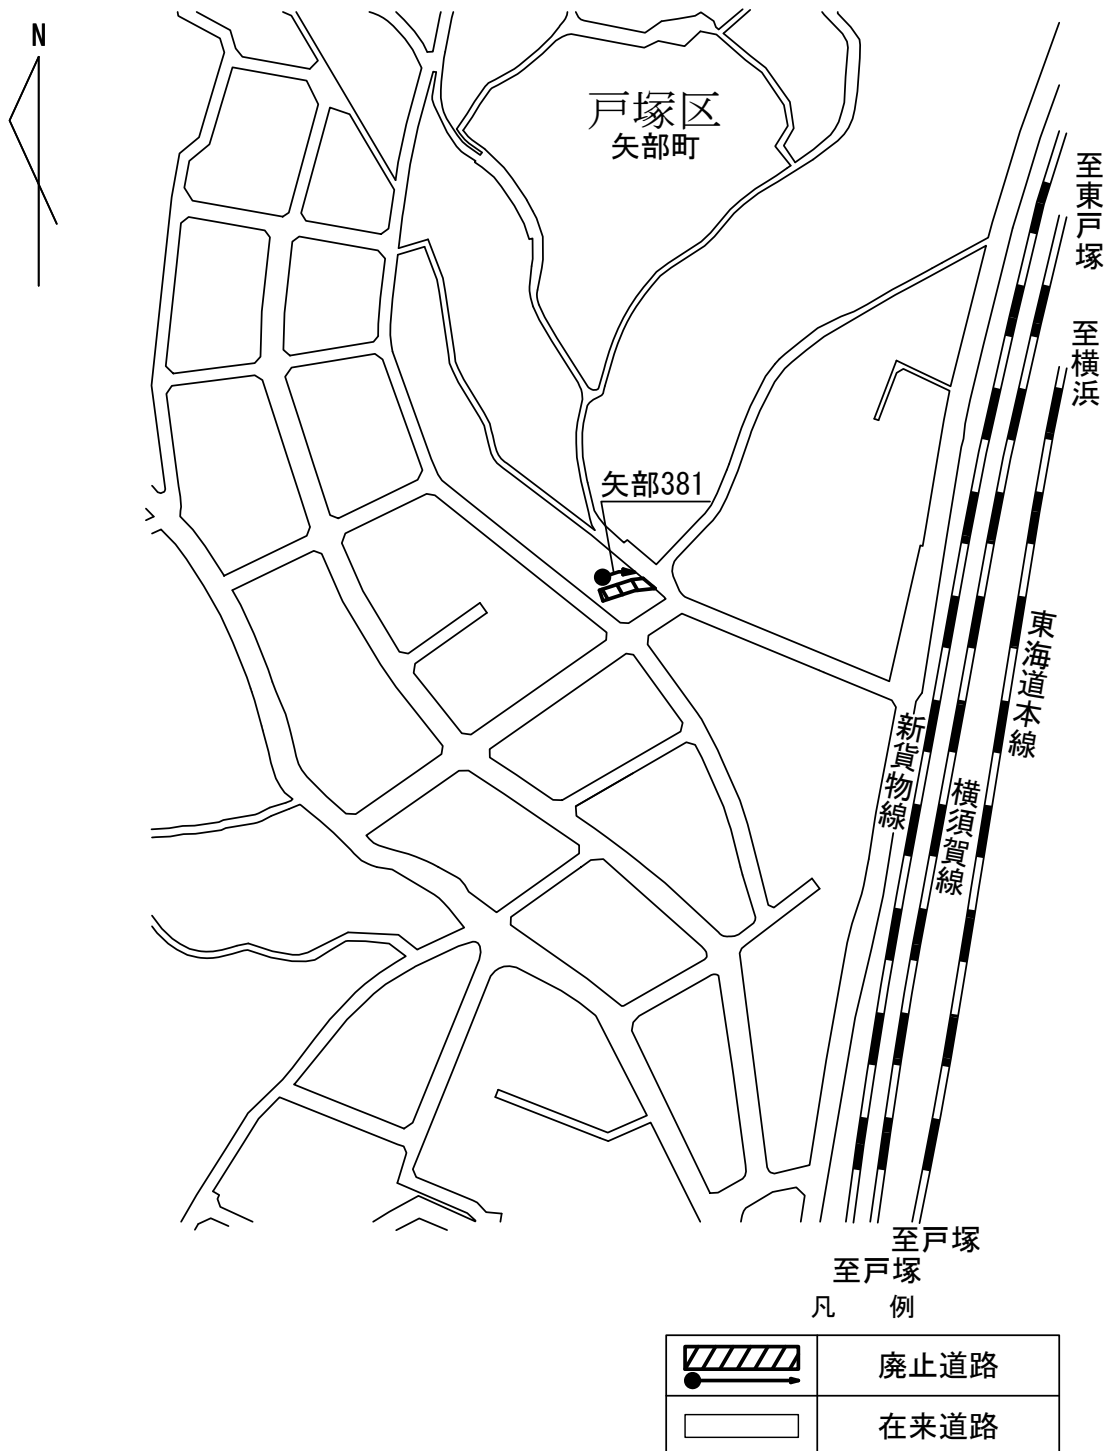 N
戸塚区
矢部町
至東戸塚
至横浜
矢部381
東海道本線
新貨物線
横須賀線
至戸塚
至戸塚
凡 例
廃止道路
在来道路